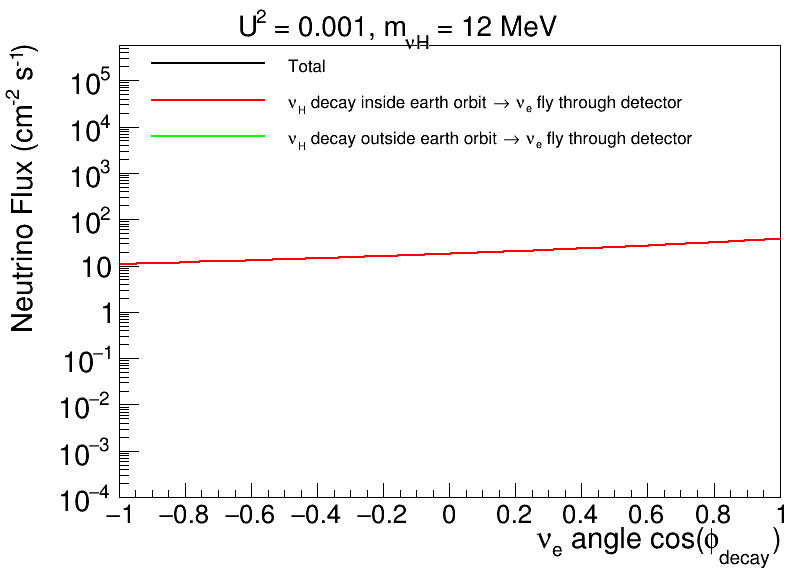 U² = 0.001, m_νH = 12 MeV
Total
ν_H decay inside earth orbit → ν_e fly through detector
ν_H decay outside earth orbit → ν_e fly through detector
Neutrino Flux (cm⁻² s⁻¹)
10⁵
10⁴
10³
10²
10
1
10⁻¹
10⁻²
10⁻³
10⁻⁴
−1 −0.8 −0.6 −0.4 −0.2 0 0.2 0.4 0.6 0.8 1
ν_e angle cos(ϕ_decay)